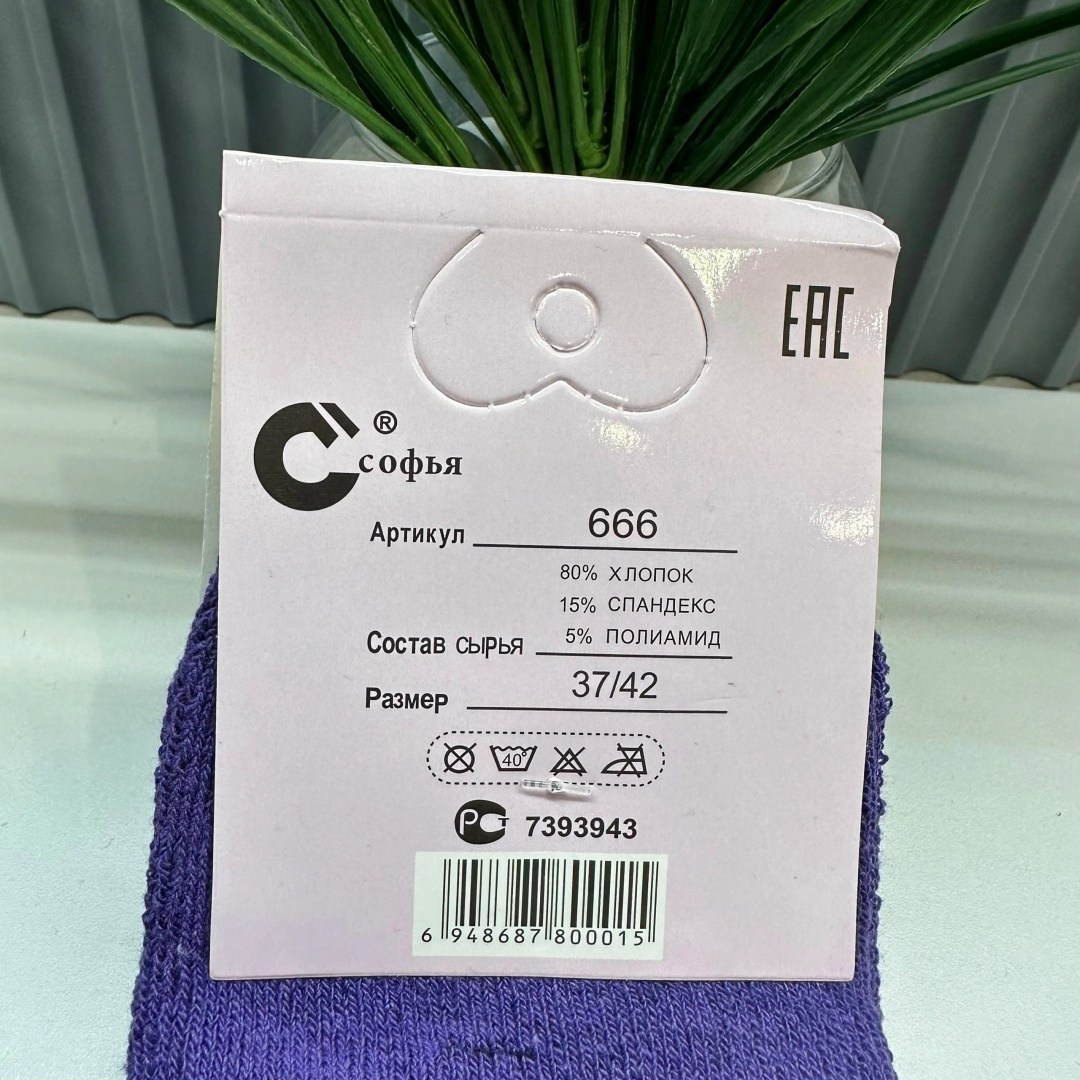 EAC
® софья
Артикул 666
80% ХЛОПОК
15% СПАНДЕКС
Состав сырья 5% ПОЛИАМИД
Размер 37/42
40°
РСТ 7393943
6 948687 800015